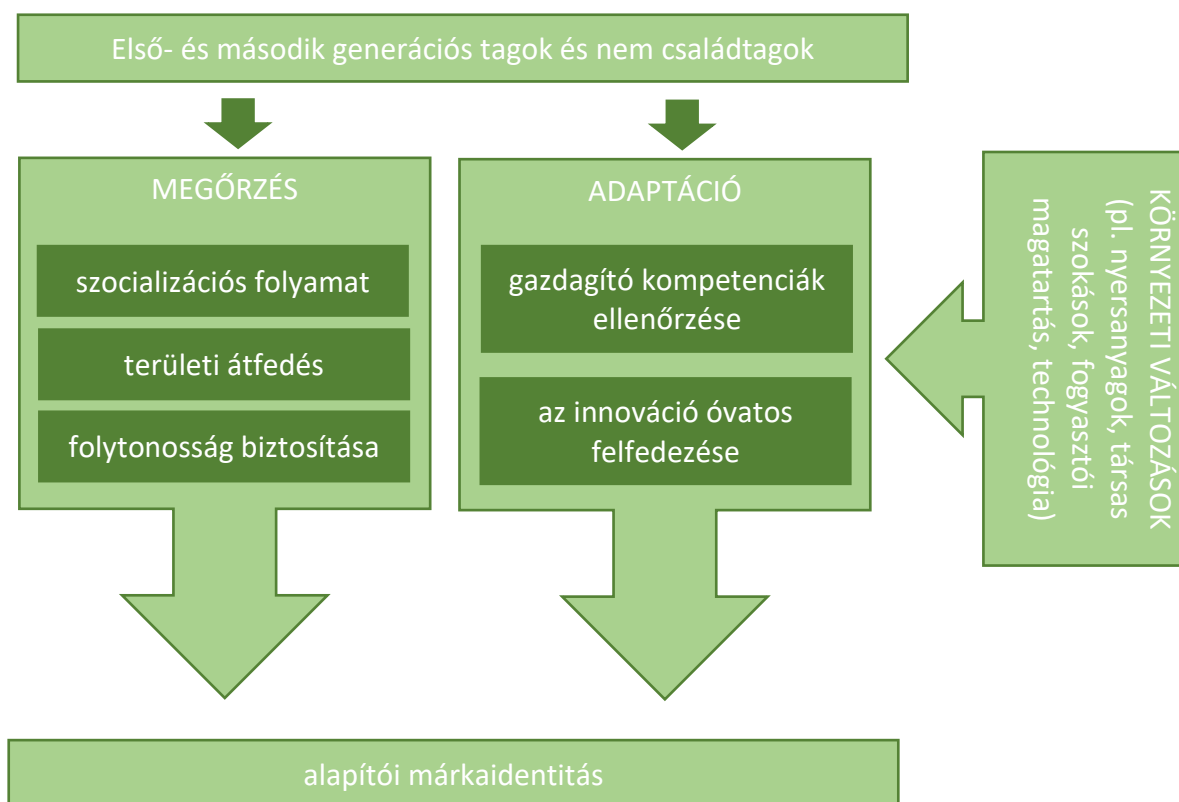 Első- és második generációs tagok és nem családtagok
MEGŐRZÉS
szocializációs folyamat
területi átfedés
folytonosság biztosítása
ADAPTÁCIÓ
gazdagító kompetenciák
ellenőrzése
az innováció óvatos
felfedezése
KÖRNYEZETI VÁLTOZÁSOK
(pl. nyersanyagok, társas
szokások, fogyasztói
magatartás, technológia)
alapítói márkaidentitás